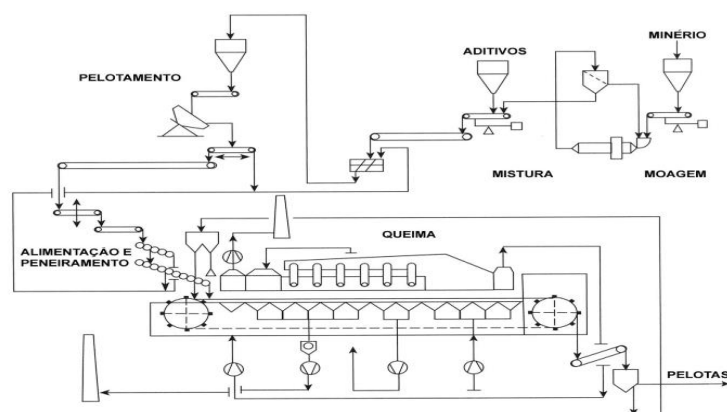 MINÉRIO
ADITIVOS
PELOTAMENTO
MISTURA
MOAGEM
QUEIMA
ALIMENTAÇÃO E
PENEIRAMENTO
PELOTAS